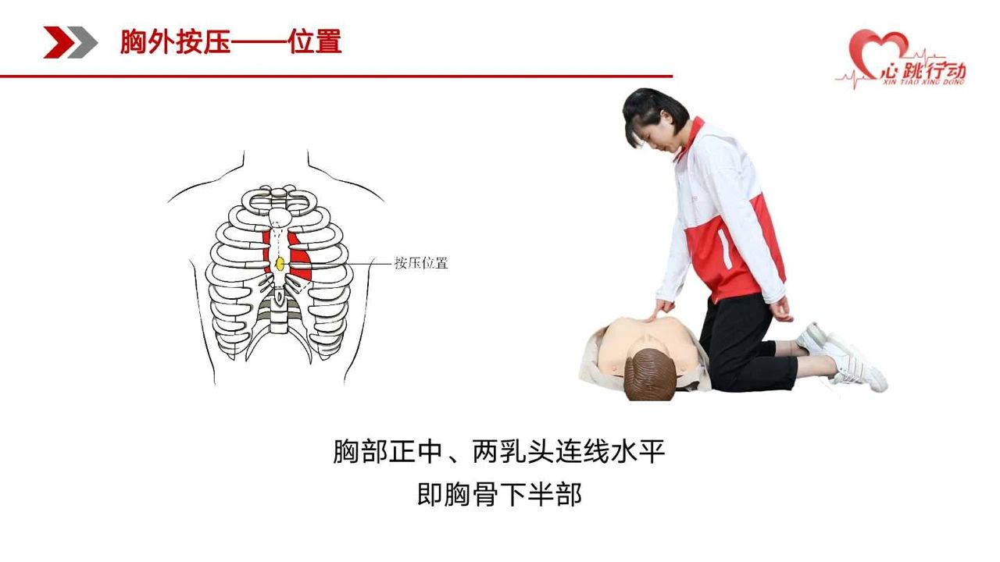 胸外按压——位置
心跳行动
XIN TIAO XING DONG
按压位置
胸部正中、两乳头连线水平
即胸骨下半部